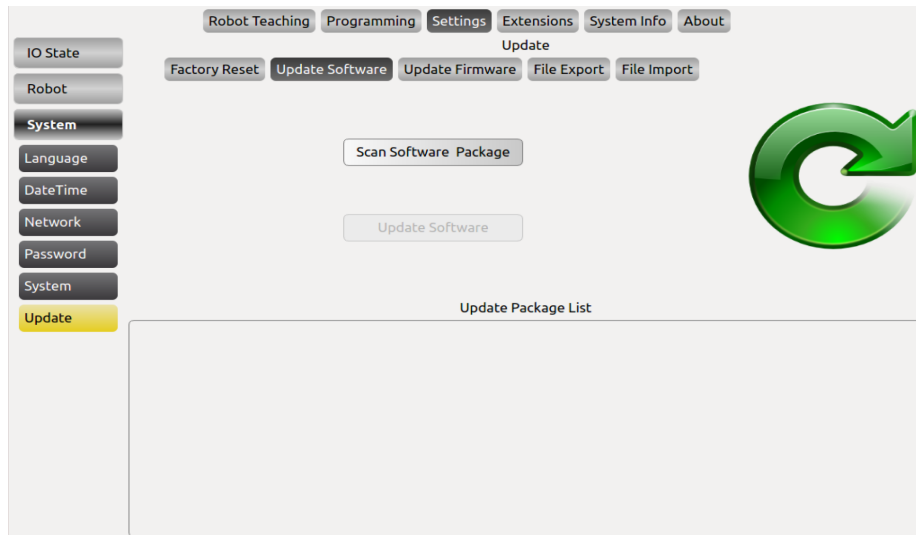 Robot Teaching Programming Settings Extensions System Info About
Update
Factory Reset Update Software Update Firmware File Export File Import
IO State
Robot
System
Language
DateTime
Network
Password
System
Update
Scan Software Package
Update Software
Update Package List